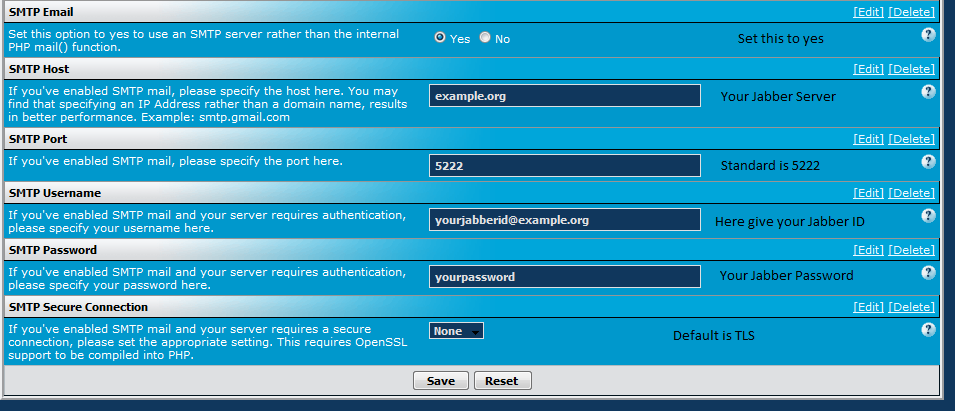 SMTP Email [Edit] [Delete]
Set this option to yes to use an SMTP server rather than the internal
PHP mail() function.
Yes No
Set this to yes
?
SMTP Host [Edit] [Delete]
If you've enabled SMTP mail, please specify the host here. You may
find that specifying an IP Address rather than a domain name, results
in better performance. Example: smtp.gmail.com
example.org
Your Jabber Server
?
SMTP Port [Edit] [Delete]
If you've enabled SMTP mail, please specify the port here.
5222
Standard is 5222
?
SMTP Username [Edit] [Delete]
If you've enabled SMTP mail and your server requires authentication,
please specify your username here.
yourjabberid@example.org
Here give your Jabber ID
?
SMTP Password [Edit] [Delete]
If you've enabled SMTP mail and your server requires authentication,
please specify your password here.
yourpassword
Your Jabber Password
?
SMTP Secure Connection [Edit] [Delete]
If you've enabled SMTP mail and your server requires a secure
connection, please set the appropriate setting. This requires OpenSSL
support to be compiled into PHP.
None
Default is TLS
?
Save Reset